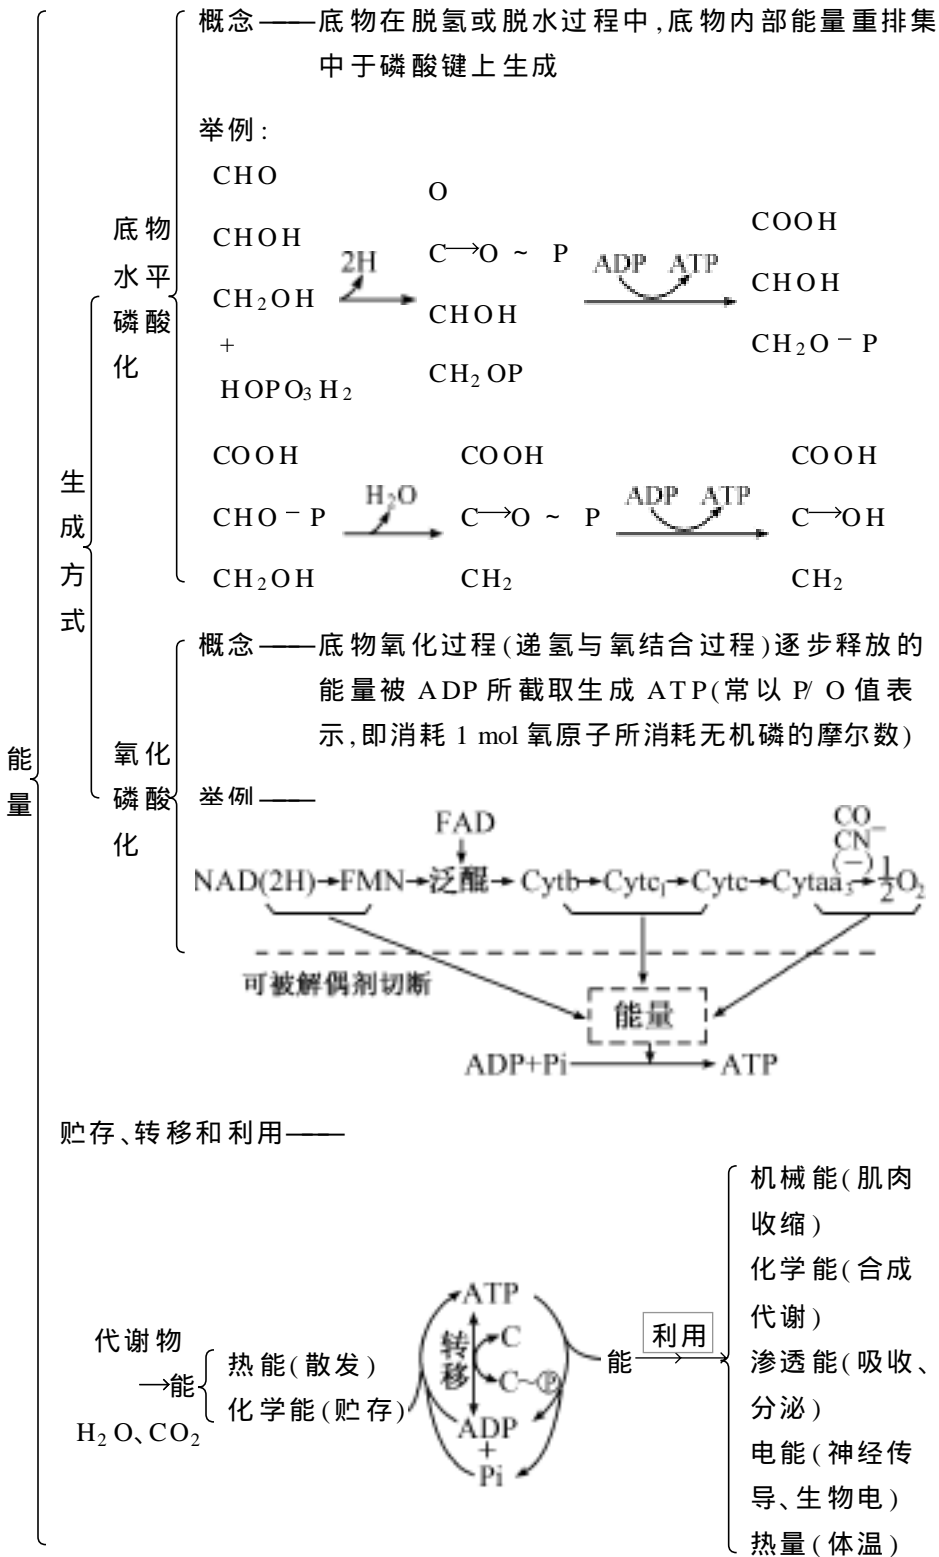 概念——底物在脱氢或脱水过程中,底物内部能量重排集
中于磷酸键上生成
举例:
CHO
CHOH
CH₂OH
+
HOPO₃H₂
2H
O
C→O ~ P
CHOH
CH₂OP
ADP ATP
COOH
CHOH
CH₂O－P
底物
水平
磷酸
化
COOH
CHO－P
CH₂OH
H₂O
COOH
C→O ~ P
CH₂
ADP ATP
COOH
C→OH
CH₂
生
成
方
式
概念——底物氧化过程(递氢与氧结合过程)逐步释放的
能量被 ADP 所截取生成 ATP(常以 P/O 值表
示,即消耗 1 mol 氧原子所消耗无机磷的摩尔数)
能
量
氧化
磷酸
化
举例——
FAD
CO
CN⁻
(—)
NAD(2H)→FMN→泛醌→Cytb→Cytc₁→Cytc→Cytaa₃→½O₂
可被解偶剂切断
能量
ADP+Pi→ATP
贮存、转移和利用——
代谢物
→能
H₂O、CO₂
热能(散发)
化学能(贮存)
ATP
转移
C
C~Ⓟ
ADP
+
Pi
能
利用
机械能(肌肉
收缩)
化学能(合成
代谢)
渗透能(吸收、
分泌)
电能(神经传
导、生物电)
热量(体温)